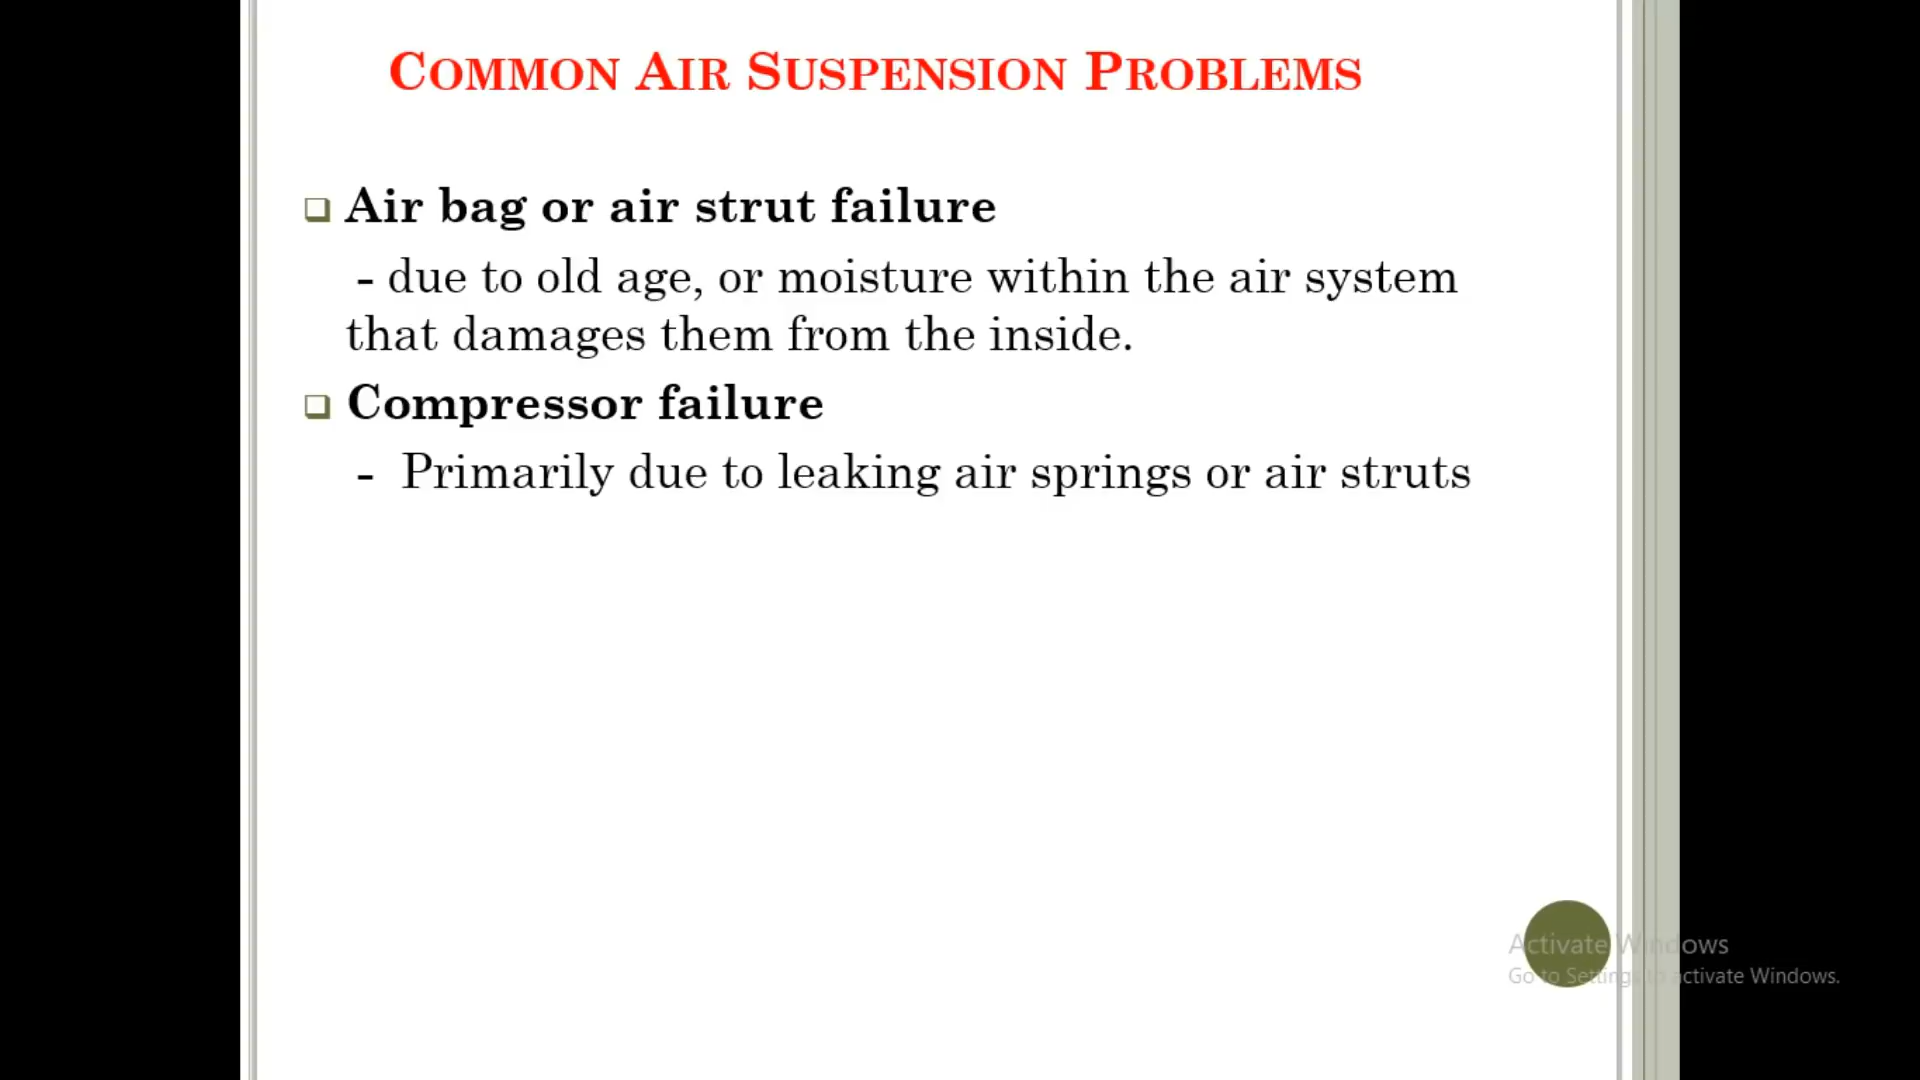 COMMON AIR SUSPENSION PROBLEMS
Air bag or air strut failure
- due to old age, or moisture within the air system
that damages them from the inside.
Compressor failure
- Primarily due to leaking air springs or air struts
Activate Windows
Go to Settings to activate Windows.